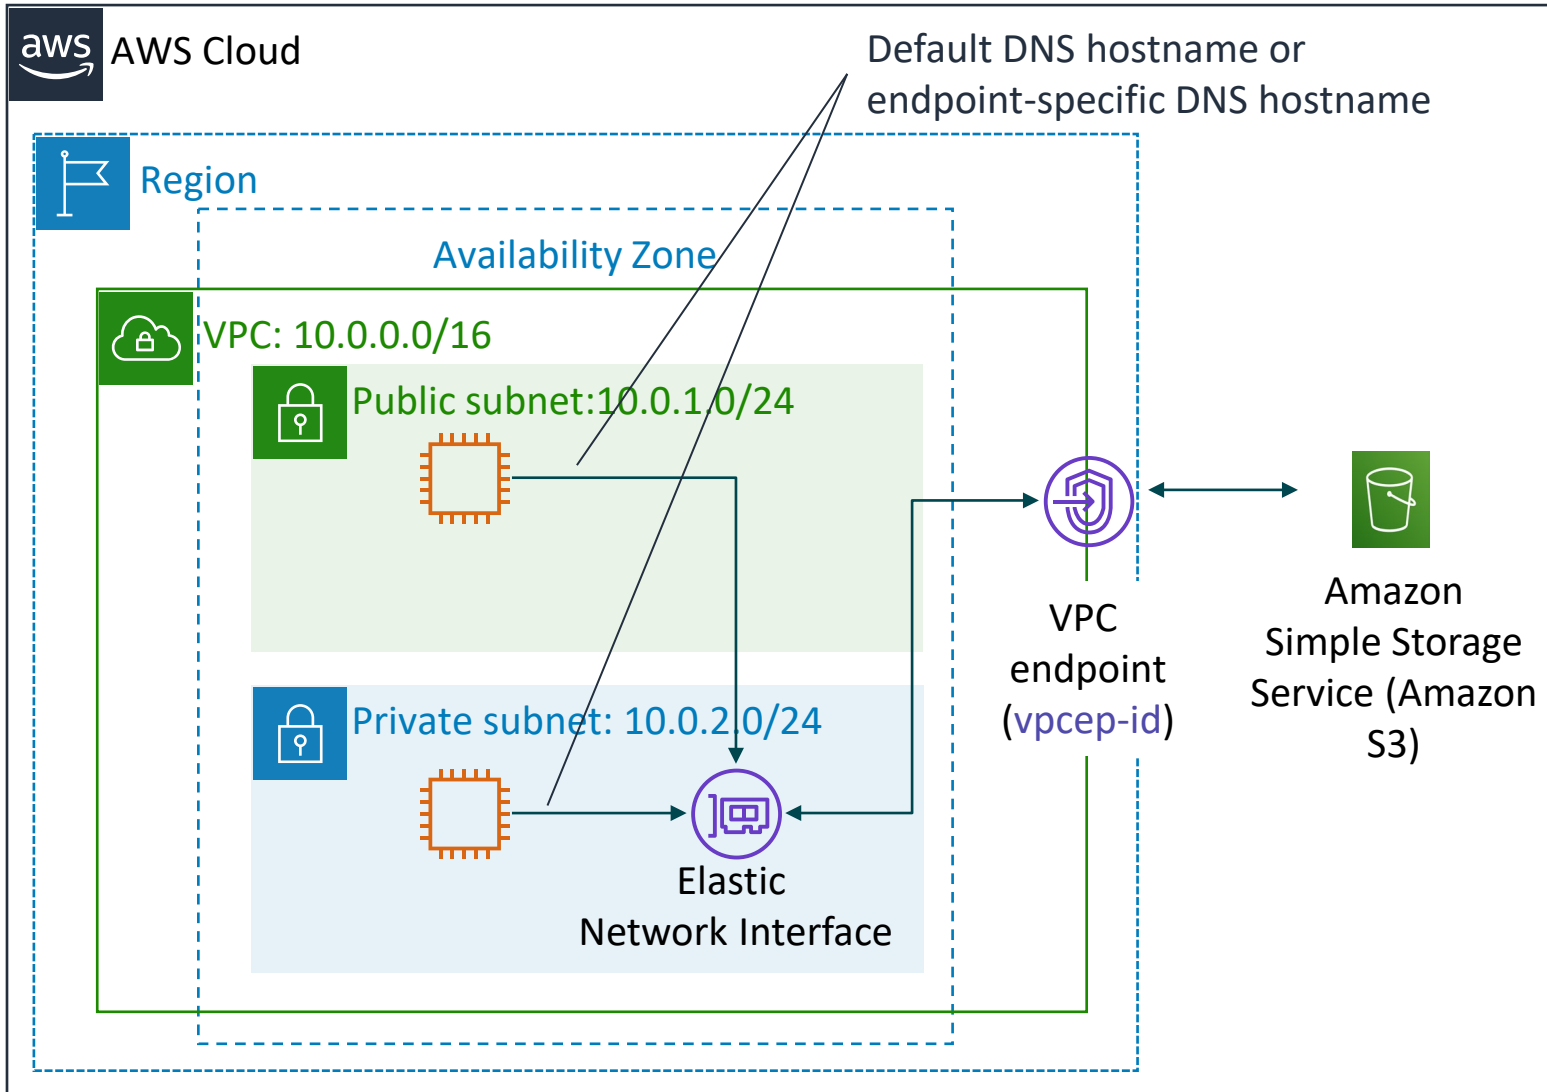 aws
AWS Cloud
Default DNS hostname or
endpoint-specific DNS hostname
Region
Availability Zone
VPC: 10.0.0.0/16
Public subnet:10.0.1.0/24
Private subnet: 10.0.2.0/24
Elastic
Network Interface
VPC
endpoint
(vpcep-id)
Amazon
Simple Storage
Service (Amazon
S3)